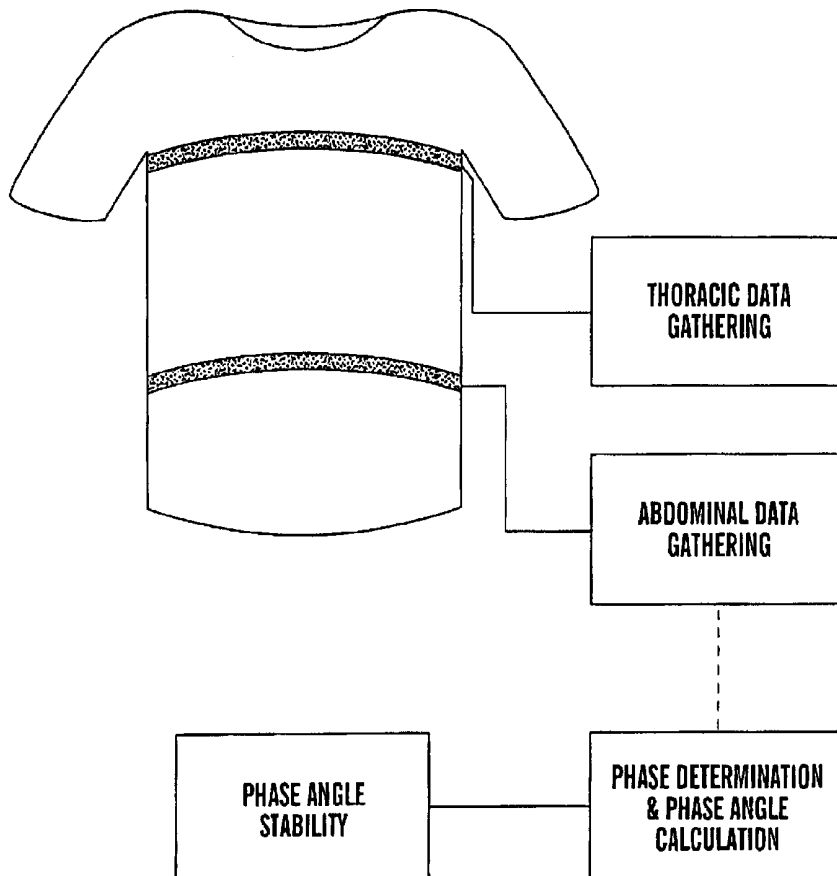 THORACIC DATA
GATHERING
ABDOMINAL DATA
GATHERING
PHASE ANGLE
STABILITY
PHASE DETERMINATION
& PHASE ANGLE
CALCULATION